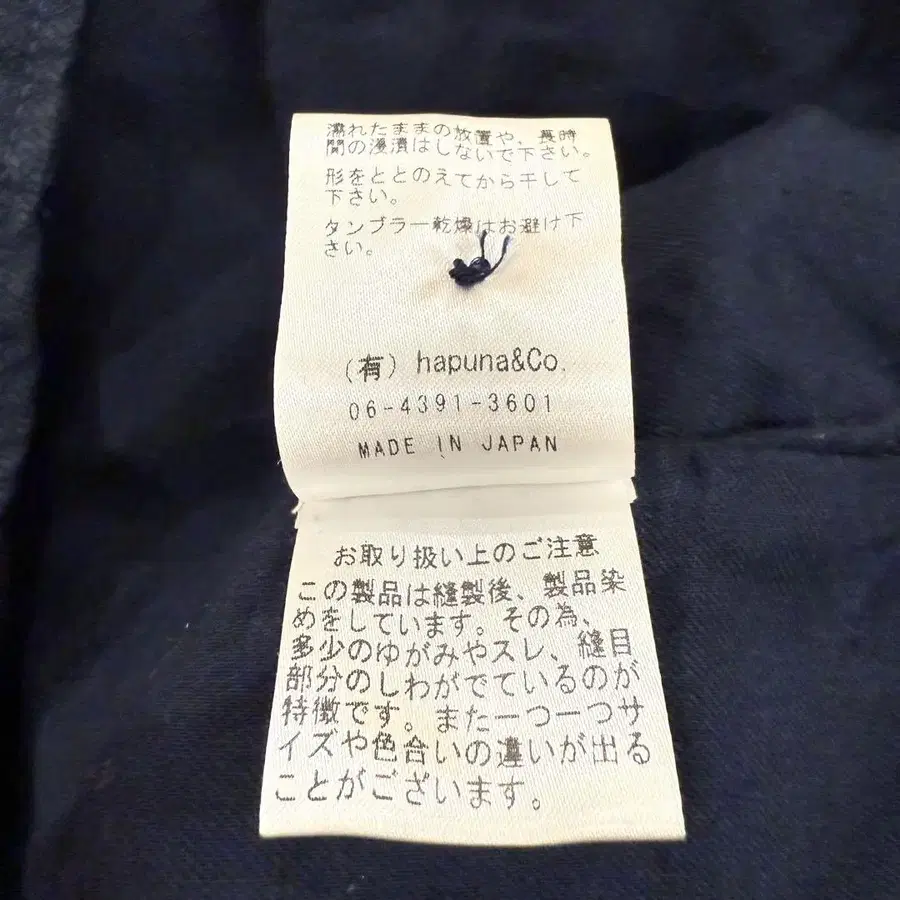 濡れたままの放置や、長時
間の浸漬はしないで下さい。
形をととのえてから干して
下さい。
タンブラー乾燥はお避け下
さい。
(有) hapuna&Co.
06-4391-3601
MADE IN JAPAN
お取り扱い上のご注意
この製品は縫製後、製品染
めをしています。その為、
多少のゆがみやスレ、縫目
部分のしわがでているのが
特徴です。また一つ一つサ
イズや色合いの違いが出る
ことがございます。